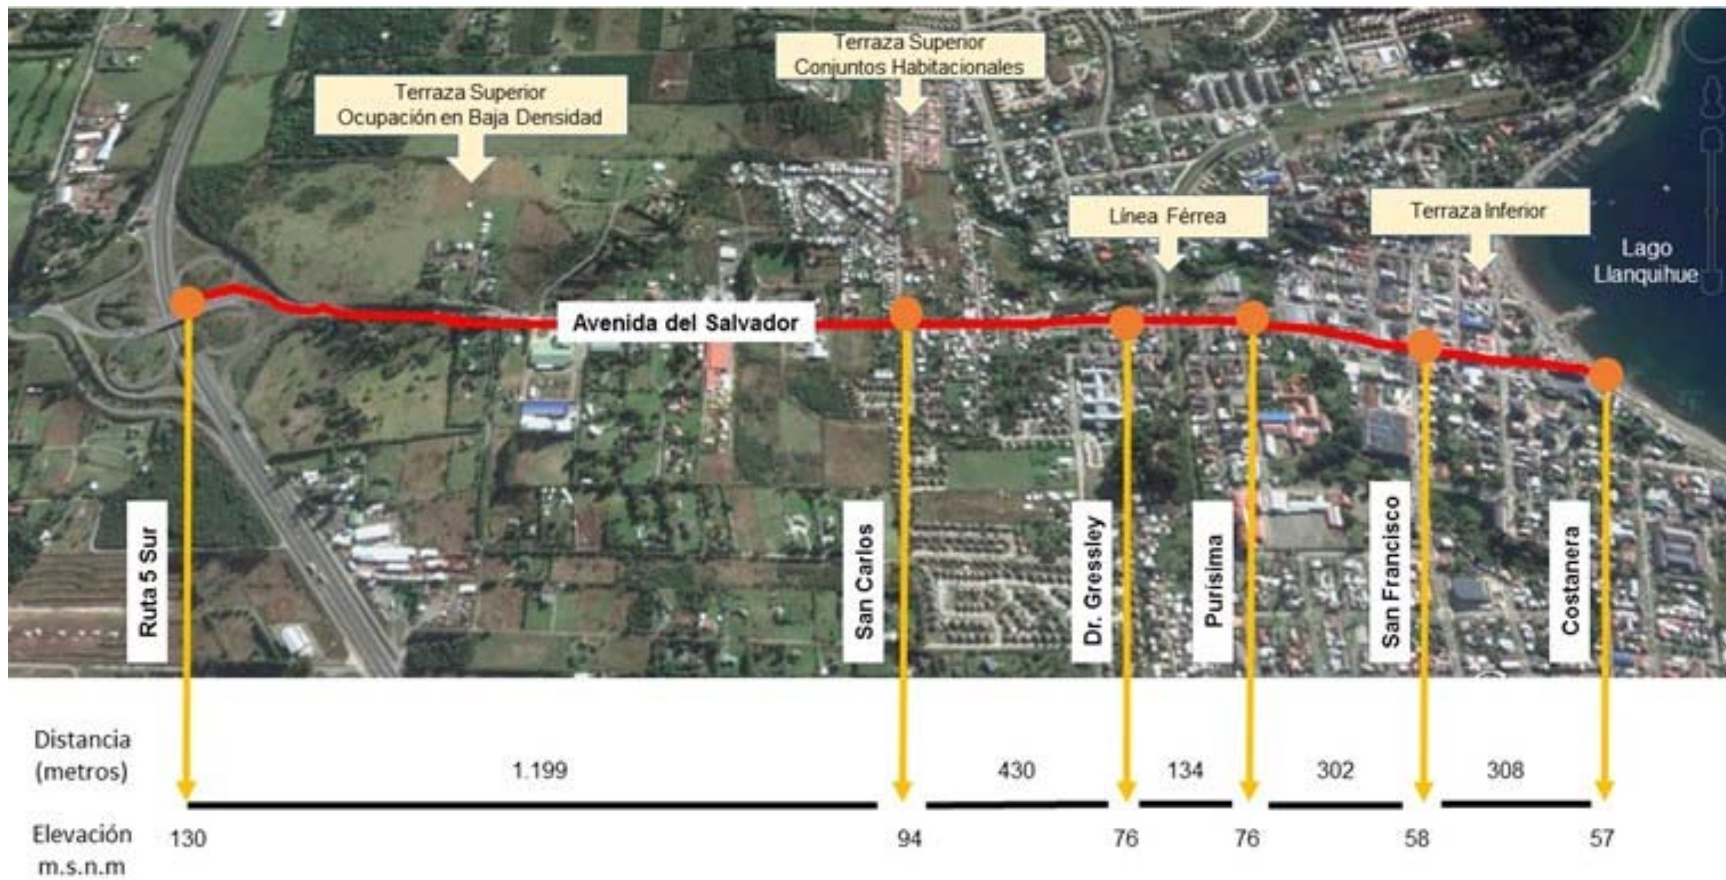 Terraza Superior
Conjuntos Habitacionales
Terraza Superior
Ocupación en Baja Densidad
Línea Férrea
Terraza Inferior
Lago
Llanquihue
Avenida del Salvador
Ruta 5 Sur
San Carlos
Dr. Gressley
Purísima
San Francisco
Costanera
Distancia
(metros)
1.199
430
134
302
308
Elevación
m.s.n.m
130
94
76
76
58
57